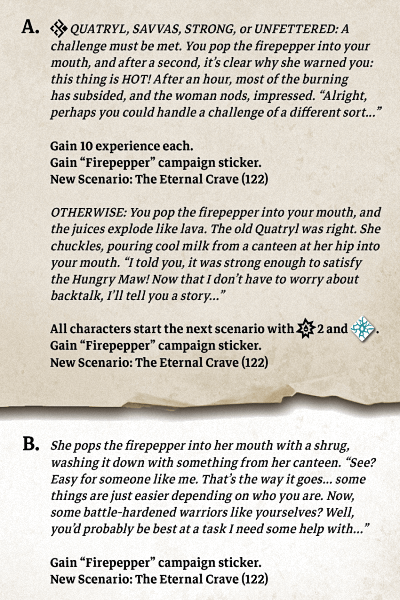 A. QUATRYL, SAVVAS, STRONG, or UNFETTERED: A
challenge must be met. You pop the firepepper into your
mouth, and after a second, it's clear why she warned you:
this thing is HOT! After an hour, most of the burning
has subsided, and the woman nods, impressed. “Alright,
perhaps you could handle a challenge of a different sort...”
Gain 10 experience each.
Gain “Firepepper” campaign sticker.
New Scenario: The Eternal Crave (122)
OTHERWISE: You pop the firepepper into your mouth, and
the juices explode like lava. The old Quatryl was right. She
chuckles, pouring cool milk from a canteen at her hip into
your mouth. “I told you, it was strong enough to satisfy
the Hungry Maw! Now that I don't have to worry about
backtalk, I'll tell you a story...”
All characters start the next scenario with 2 and .
Gain “Firepepper” campaign sticker.
New Scenario: The Eternal Crave (122)
B. She pops the firepepper into her mouth with a shrug,
washing it down with something from her canteen. “See?
Easy for someone like me. That's the way it goes... some
things are just easier depending on who you are. Now,
some battle-hardened warriors like yourselves? Well,
you'd probably be best at a task I need some help with...”
Gain “Firepepper” campaign sticker.
New Scenario: The Eternal Crave (122)